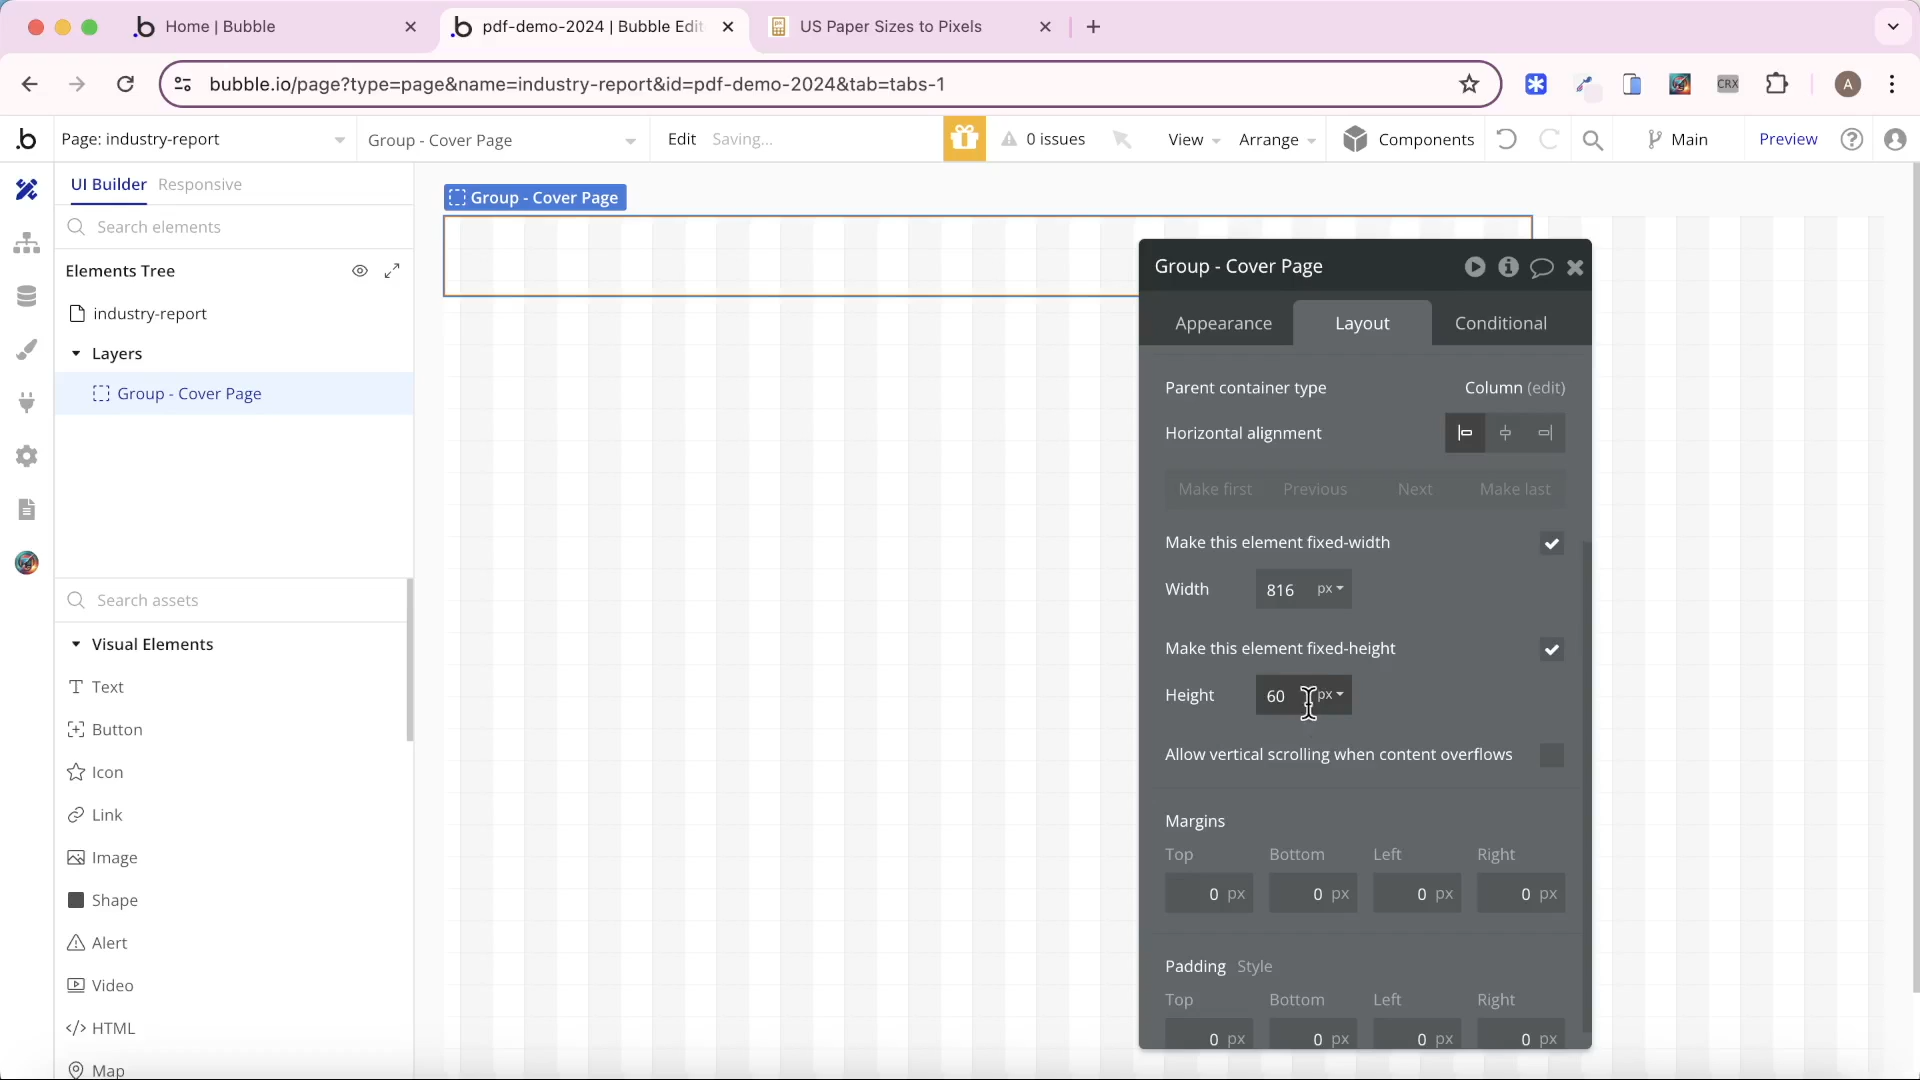 Home | Bubble
pdf-demo-2024 | Bubble Edit
US Paper Sizes to Pixels
bubble.io/page?type=page&name=industry-report&id=pdf-demo-2024&tab=tabs-1
CRX
A
Page: industry-report
Group - Cover Page
Edit
Saving...
0 issues
View
Arrange
Components
Main
Preview
UI Builder
Responsive
Search elements
Elements Tree
industry-report
Layers
Group - Cover Page
Search assets
Visual Elements
Text
Button
Icon
Link
Image
Shape
Alert
Video
HTML
Map
Group - Cover Page
Group - Cover Page
Appearance
Layout
Conditional
Parent container type
Column (edit)
Horizontal alignment
Make first
Previous
Next
Make last
Make this element fixed-width
Width
816
px
Make this element fixed-height
Height
60
px
Allow vertical scrolling when content overflows
Margins
Top
Bottom
Left
Right
0 px
0 px
0 px
0 px
Padding
Style
Top
Bottom
Left
Right
0 px
0 px
0 px
0 px